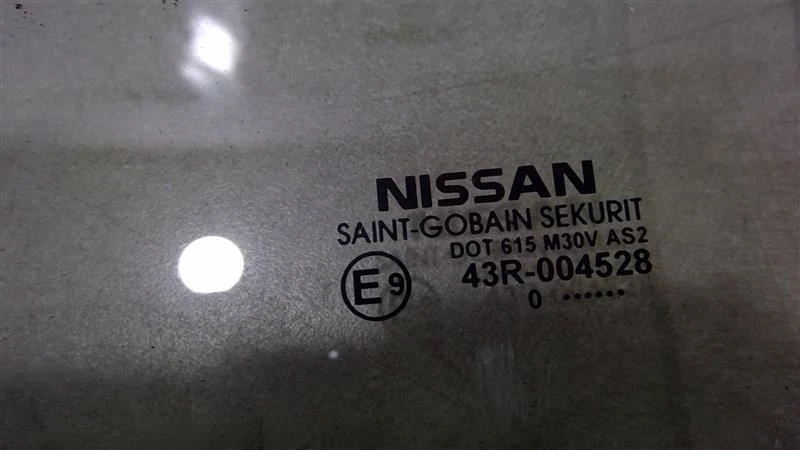 NISSAN
SAINT-GOBAIN SEKURIT
DOT 615 M30V AS2
E9 43R-004528
0 ••••••